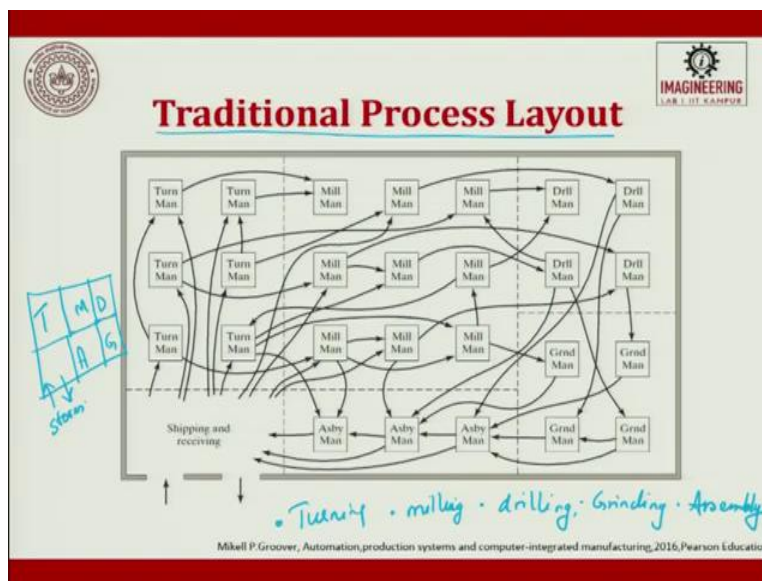 IMAGINEERING
LAB | IIT KANPUR
Traditional Process Layout
Turn Man Turn Man Mill Man Mill Man Mill Man Drll Man Drll Man
Turn Man Turn Man Mill Man Mill Man Mill Man Drll Man Drll Man
T M D
A G
Turn Man Turn Man Mill Man Mill Man Mill Man Grnd Man Grnd Man
Shipping and
receiving
Asby Man Asby Man Asby Man Grnd Man Grnd Man
• Turning • milling • drilling • Grinding • Assembly
Mikell P.Groover, Automation,production systems and computer-integrated manufacturing,2016,Pearson Educatio